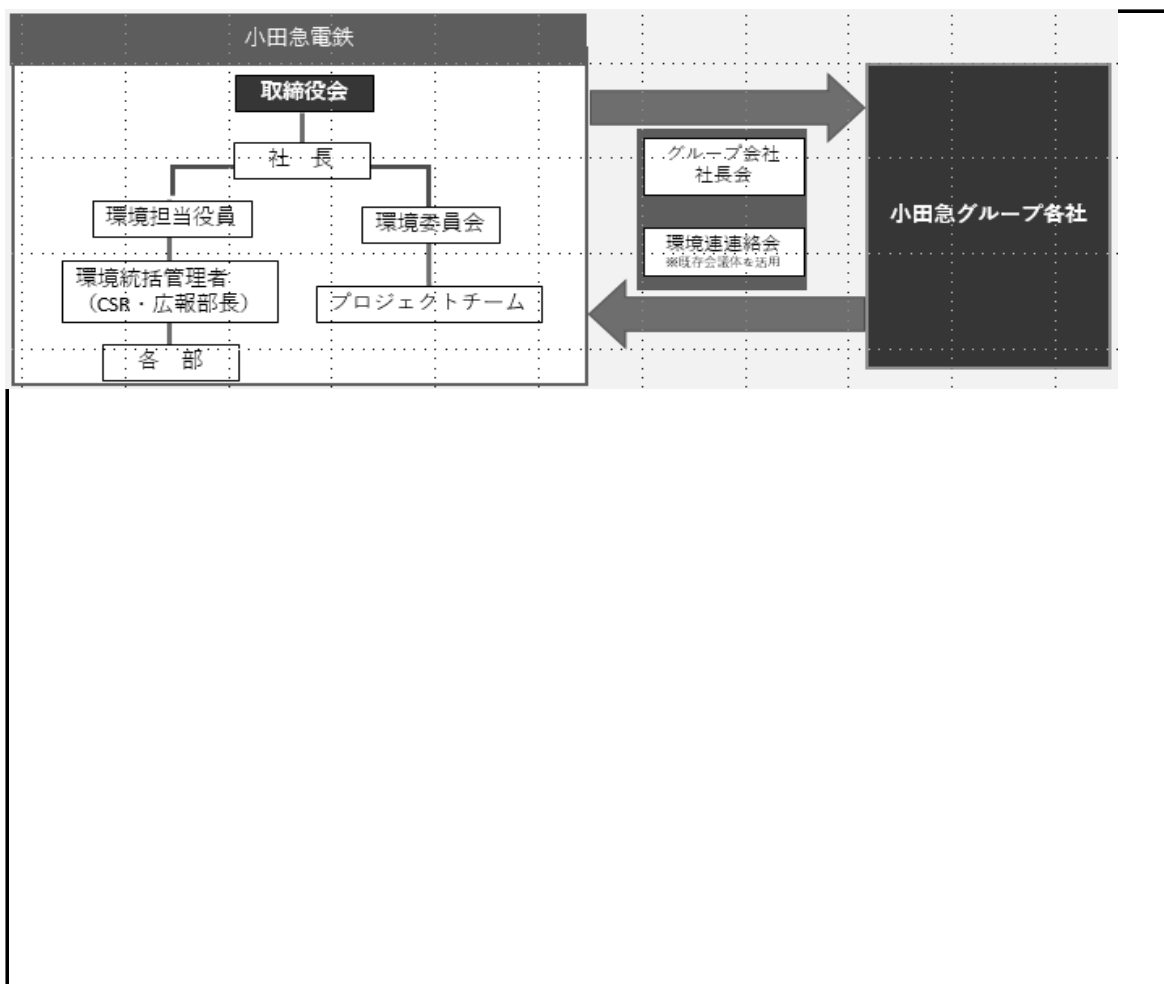 小田急電鉄
取締役会
社 長
環境担当役員
環境統括管理者
（CSR・広報部長）
各 部
環境委員会
プロジェクトチーム
グループ会社
社長会
環境連連絡会
※既存会議体を活用
小田急グループ各社